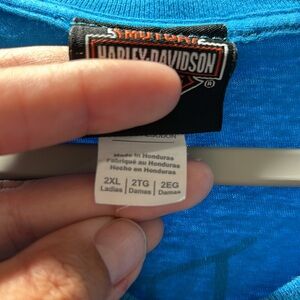 HARLEY-DAVIDSON
®
Made in Honduras
Fabriqué au Honduras
Hecho en Honduras
2XL | 2TG | 2EG
Ladies | Dames | Damas